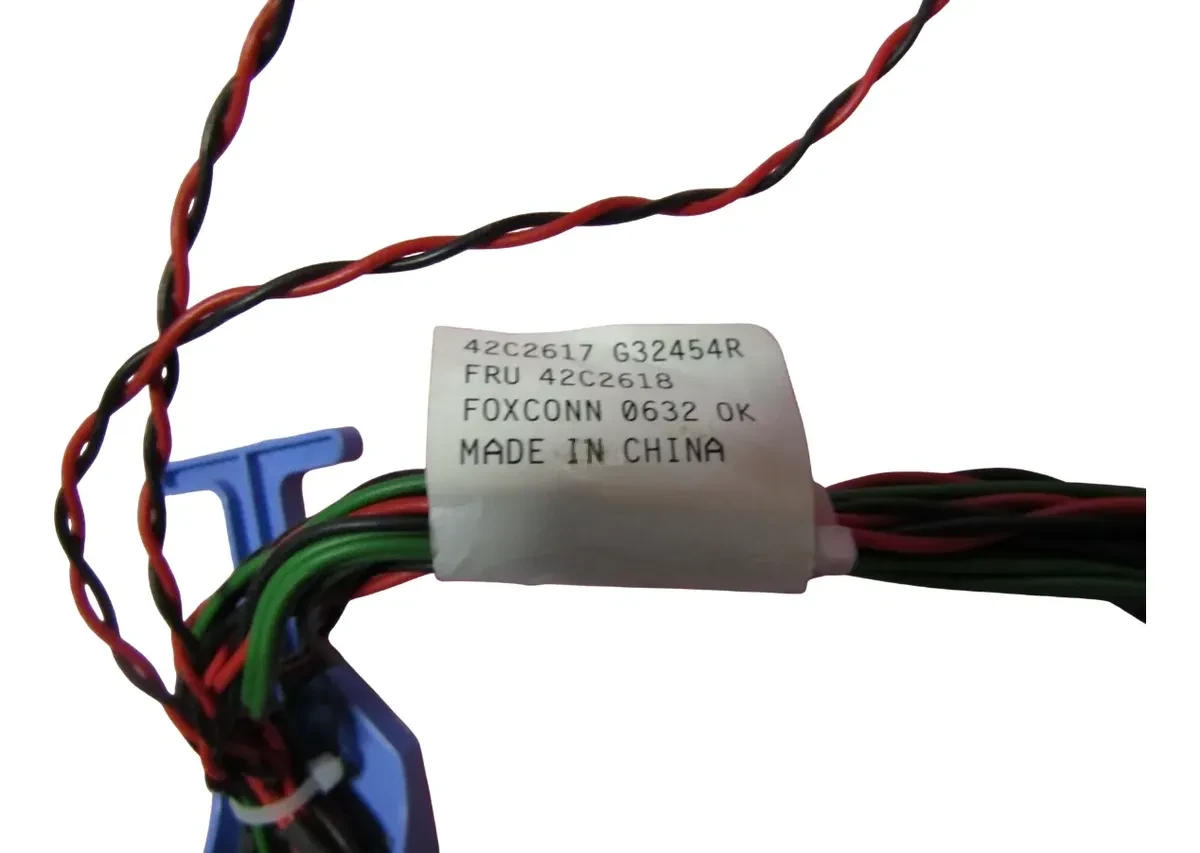 42C2617 G32454R
FRU 42C2618
FOXCONN 0632 OK
MADE IN CHINA